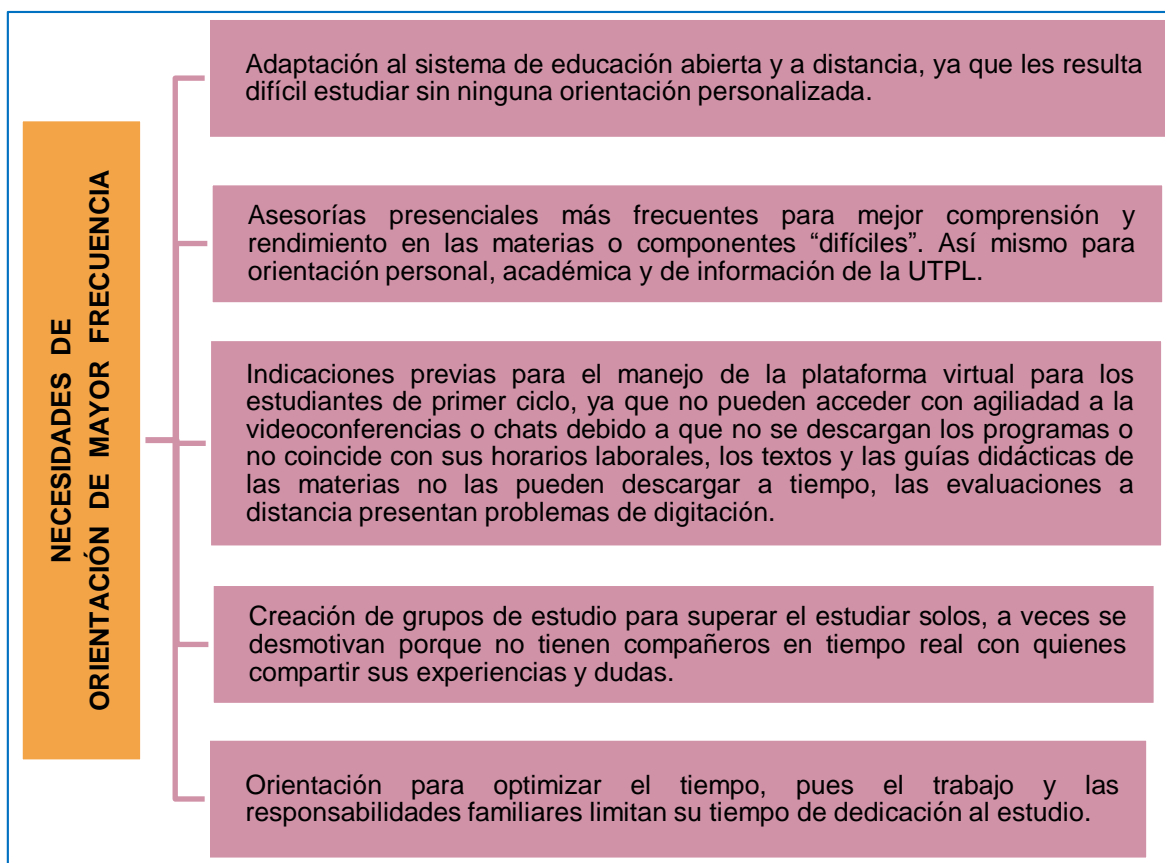 NECESIDADES DE
ORIENTACIÓN DE MAYOR FRECUENCIA
Adaptación al sistema de educación abierta y a distancia, ya que les resulta
difícil estudiar sin ninguna orientación personalizada.
Asesorías presenciales más frecuentes para mejor comprensión y
rendimiento en las materias o componentes “difíciles”. Así mismo para
orientación personal, académica y de información de la UTPL.
Indicaciones previas para el manejo de la plataforma virtual para los
estudiantes de primer ciclo, ya que no pueden acceder con agiliadad a la
videoconferencias o chats debido a que no se descargan los programas o
no coincide con sus horarios laborales, los textos y las guías didácticas de
las materias no las pueden descargar a tiempo, las evaluaciones a
distancia presentan problemas de digitación.
Creación de grupos de estudio para superar el estudiar solos, a veces se
desmotivan porque no tienen compañeros en tiempo real con quienes
compartir sus experiencias y dudas.
Orientación para optimizar el tiempo, pues el trabajo y las
responsabilidades familiares limitan su tiempo de dedicación al estudio.